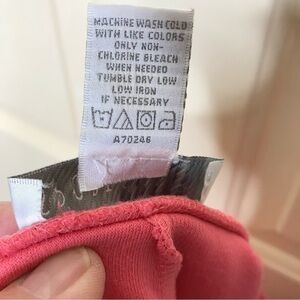 MACHINE WASH COLD
WITH LIKE COLORS
ONLY NON-
CHLORINE BLEACH
WHEN NEEDED
TUMBLE DRY LOW
LOW IRON
IF NECESSARY
A70246